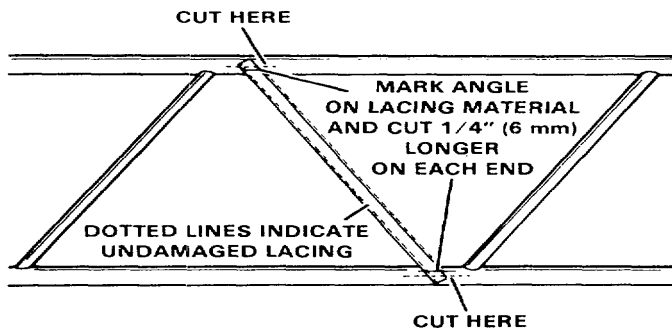 CUT HERE
MARK ANGLE
ON LACING MATERIAL
AND CUT 1/4" (6 mm)
LONGER
ON EACH END
DOTTED LINES INDICATE
UNDAMAGED LACING
CUT HERE